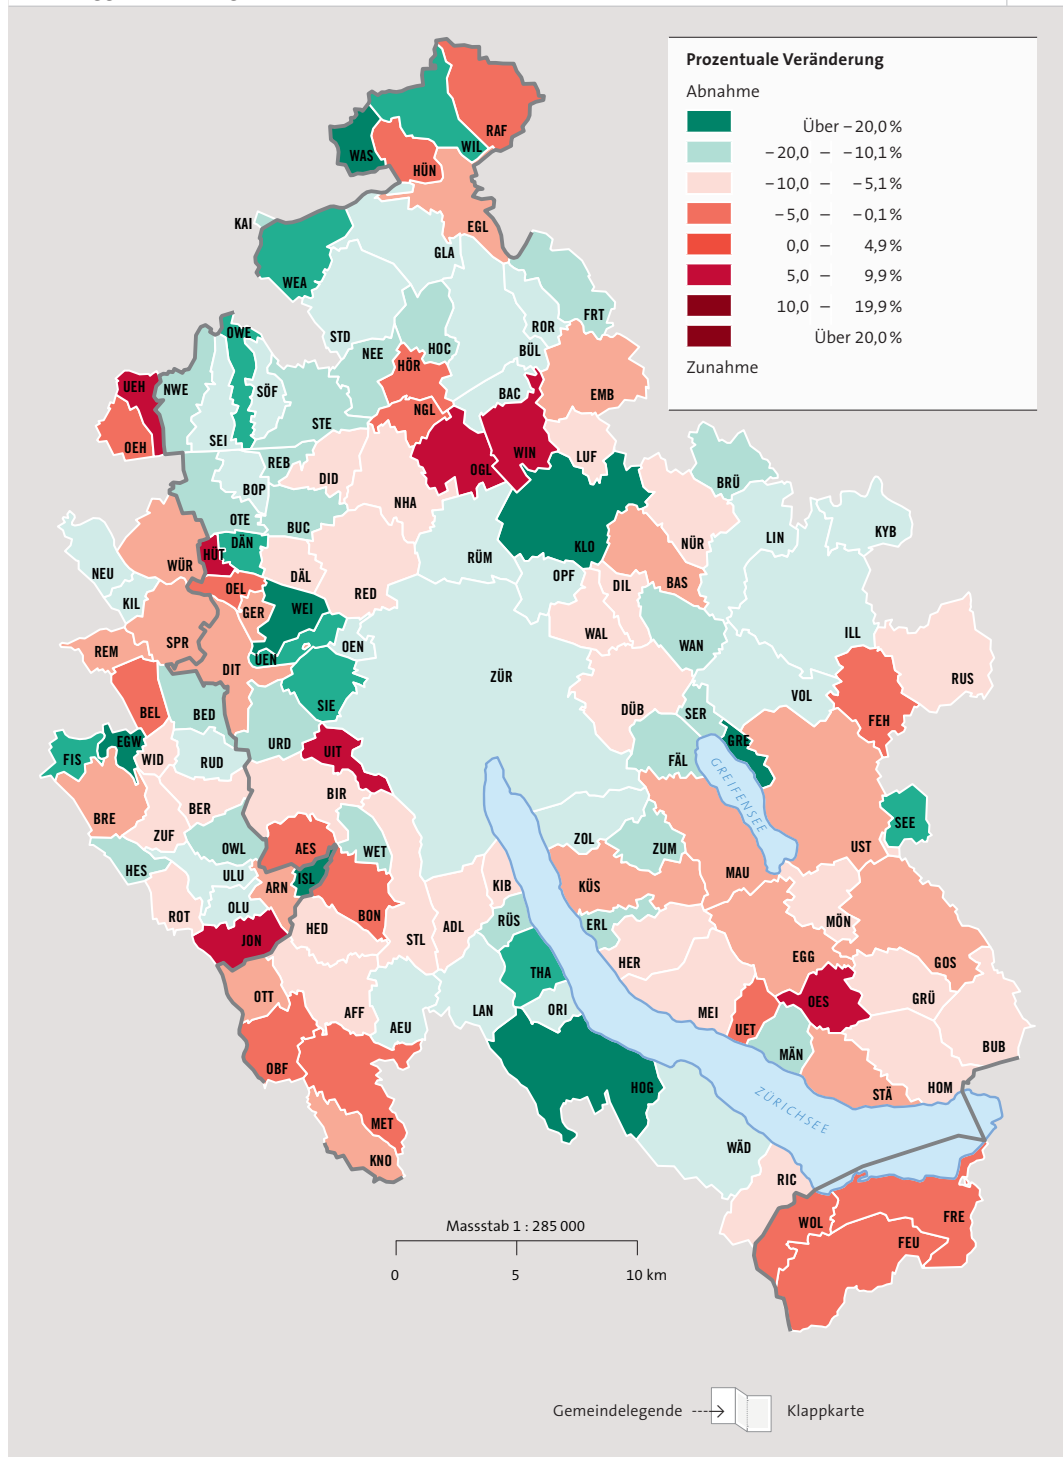 Prozentuale Veränderung
Abnahme
Über – 20,0 %
– 20,0 – – 10,1 %
– 10,0 – – 5,1 %
– 5,0 – – 0,1 %
0,0 – 4,9 %
5,0 – 9,9 %
10,0 – 19,9 %
Über 20,0 %
Zunahme
RAF
WIL
WAS
HÜN
KAI
EGL
GLA
WEA
FRT
ROR
OWE
STD
HOC
BÜL
NEE
HÖR
UEH
NWE
SÖF
BAC
EMB
NGL
STE
SEI
OEH
WIN
LUF
REB
OGL
DID
BRÜ
BOP
NHA
OTE
BUC
KYB
LIN
DÄN
NÜR
KLO
HÜT
RÜM
WÜR
NEU
DÄL
OPF
BAS
DIL
OEL
RED
KIL
GER
WEI
WAL
ILL
SPR
OEN
WAN
REM
UEN
DIT
ZÜR
RUS
VOL
SIE
DÜB
BEL
BED
SER
FEH
URD
EGW
GRE
UIT
FIS
WID
RUD
FÄL
GREIFENSEE
BIR
BER
BRE
SEE
ZUF
ZOL
UST
OWL
AES
WET
ZUM
HES
ULU
ISL
MAU
ARN
KIB
KÜS
OLU
ROT
BON
RÜS
MÖN
HED
ADL
ERL
JON
STL
EGG
HER
GOS
THA
OTT
GRÜ
OES
AFF
LAN
ORI
MEI
AEU
UET
BUB
MÄN
OBF
HOG
HOM
STÄ
ZÜRICHSEE
MET
WÄD
KNO
RIC
FRE
WOL
FEU
Massstab 1 : 285 000
0 5 10 km
Gemeindelegende Klappkarte